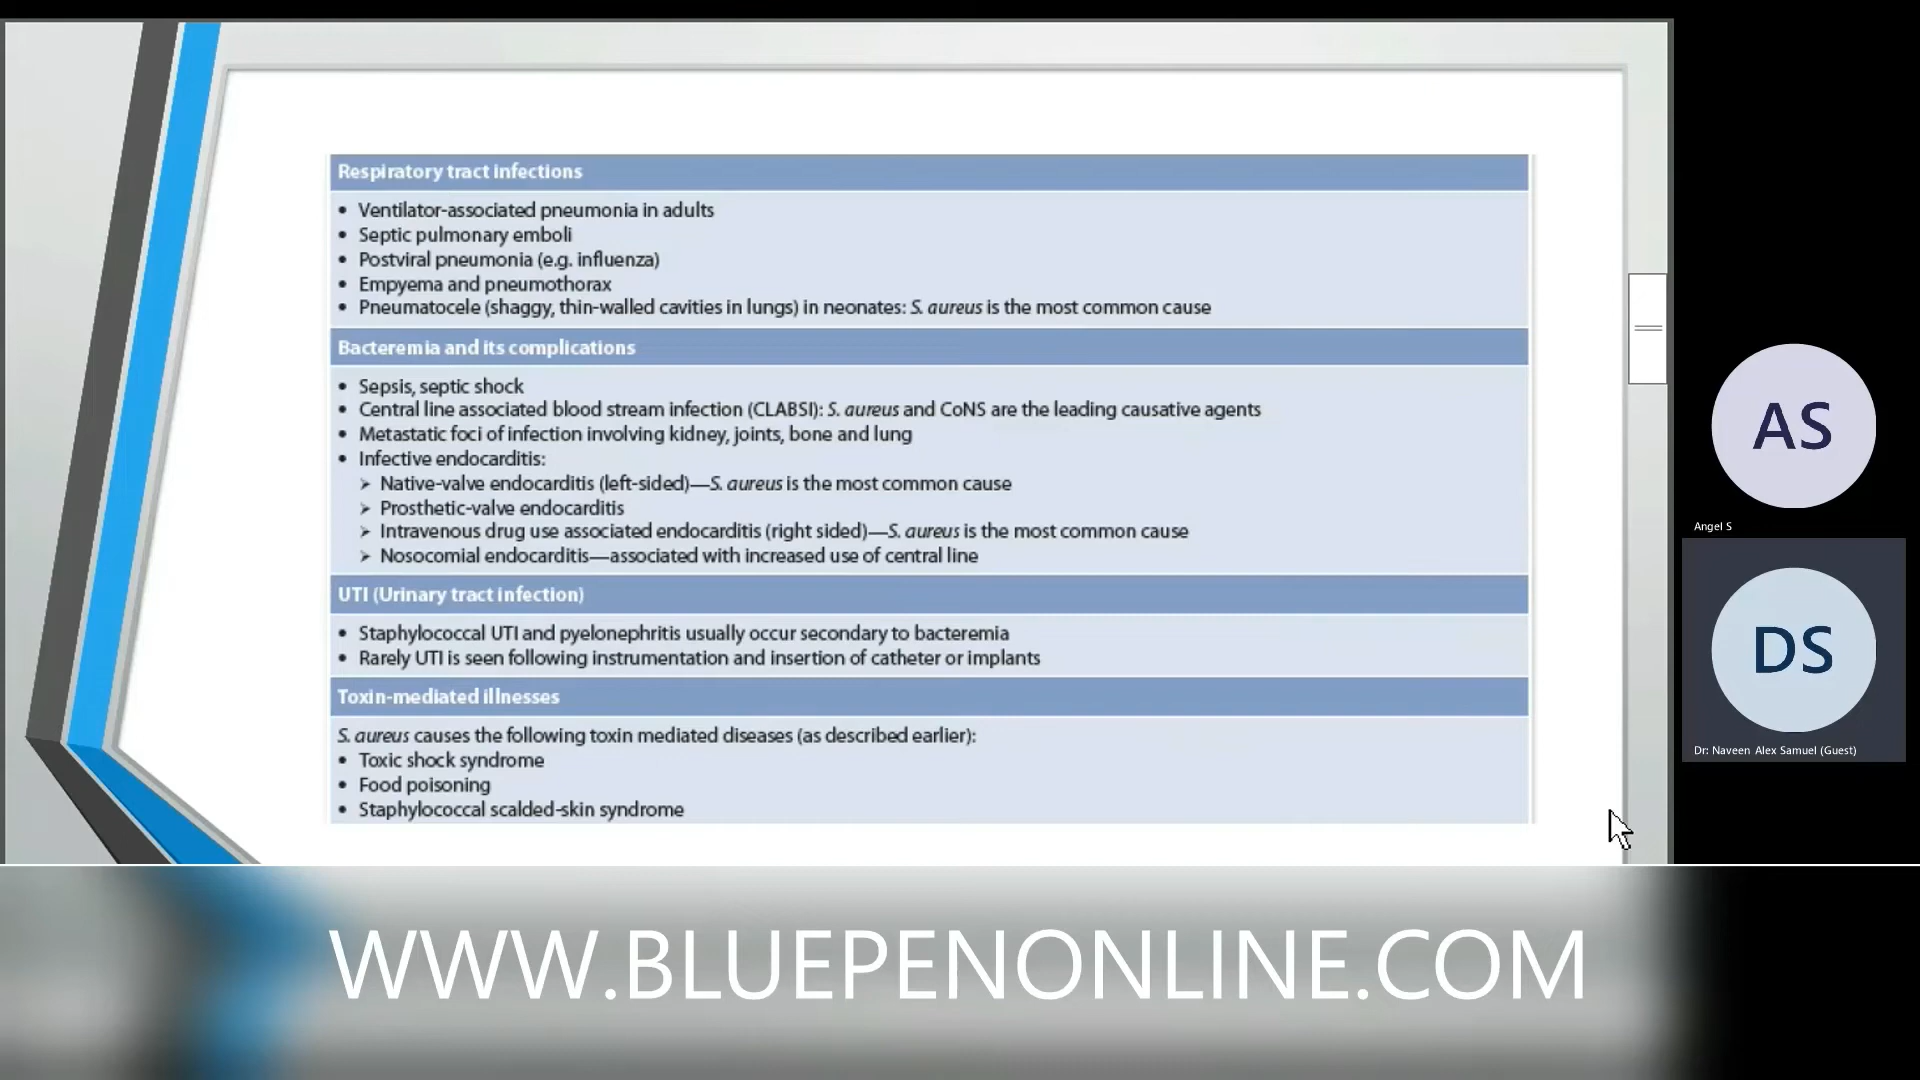 Respiratory tract infections
• Ventilator-associated pneumonia in adults
• Septic pulmonary emboli
• Postviral pneumonia (e.g. influenza)
• Empyema and pneumothorax
• Pneumatocele (shaggy, thin-walled cavities in lungs) in neonates: S. aureus is the most common cause
Bacteremia and its complications
• Sepsis, septic shock
• Central line associated blood stream infection (CLABSI): S. aureus and CoNS are the leading causative agents
• Metastatic foci of infection involving kidney, joints, bone and lung
• Infective endocarditis:
➤ Native-valve endocarditis (left-sided)—S. aureus is the most common cause
➤ Prosthetic-valve endocarditis
➤ Intravenous drug use associated endocarditis (right sided)—S. aureus is the most common cause
➤ Nosocomial endocarditis—associated with increased use of central line
UTI (Urinary tract infection)
• Staphylococcal UTI and pyelonephritis usually occur secondary to bacteremia
• Rarely UTI is seen following instrumentation and insertion of catheter or implants
Toxin-mediated illnesses
S. aureus causes the following toxin mediated diseases (as described earlier):
• Toxic shock syndrome
• Food poisoning
• Staphylococcal scalded-skin syndrome
AS
Angel S
DS
Dr: Naveen Alex Samuel (Guest)
WWW.BLUEPENONLINE.COM